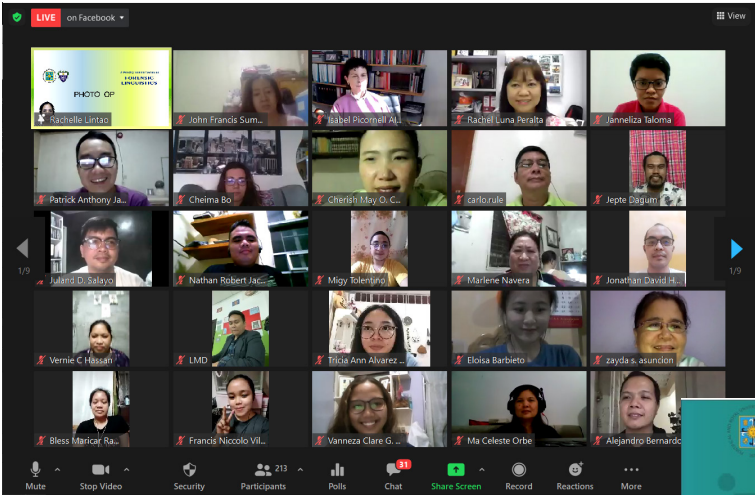 LIVE on Facebook
View
FORENSIC
LINGUISTICS
PHOTO OP
Rachelle Lintao
John Francis Sum...
Isabel Picornell Al...
Rachel Luna Peralta
Janneliza Taloma
Patrick Anthony Ja...
Cheima Bo
Cherish May O. C...
carlo.rule
Jepte Dagum
Juland D. Salayo
Nathan Robert Jac...
Migy Tolentino
Marlene Navera
Jonathan David H...
1/9
1/9
Vernie C Hassan
LMD
Tricia Ann Alvarez ...
Eloisa Barbieto
zayda s. asuncion
Bless Maricar Ra...
Francis Niccolo Vil...
Vanneza Clare G. ...
Ma Celeste Orbe
Alejandro Bernardo
213
31
Mute
Stop Video
Security
Participants
Polls
Chat
Share Screen
Record
Reactions
More